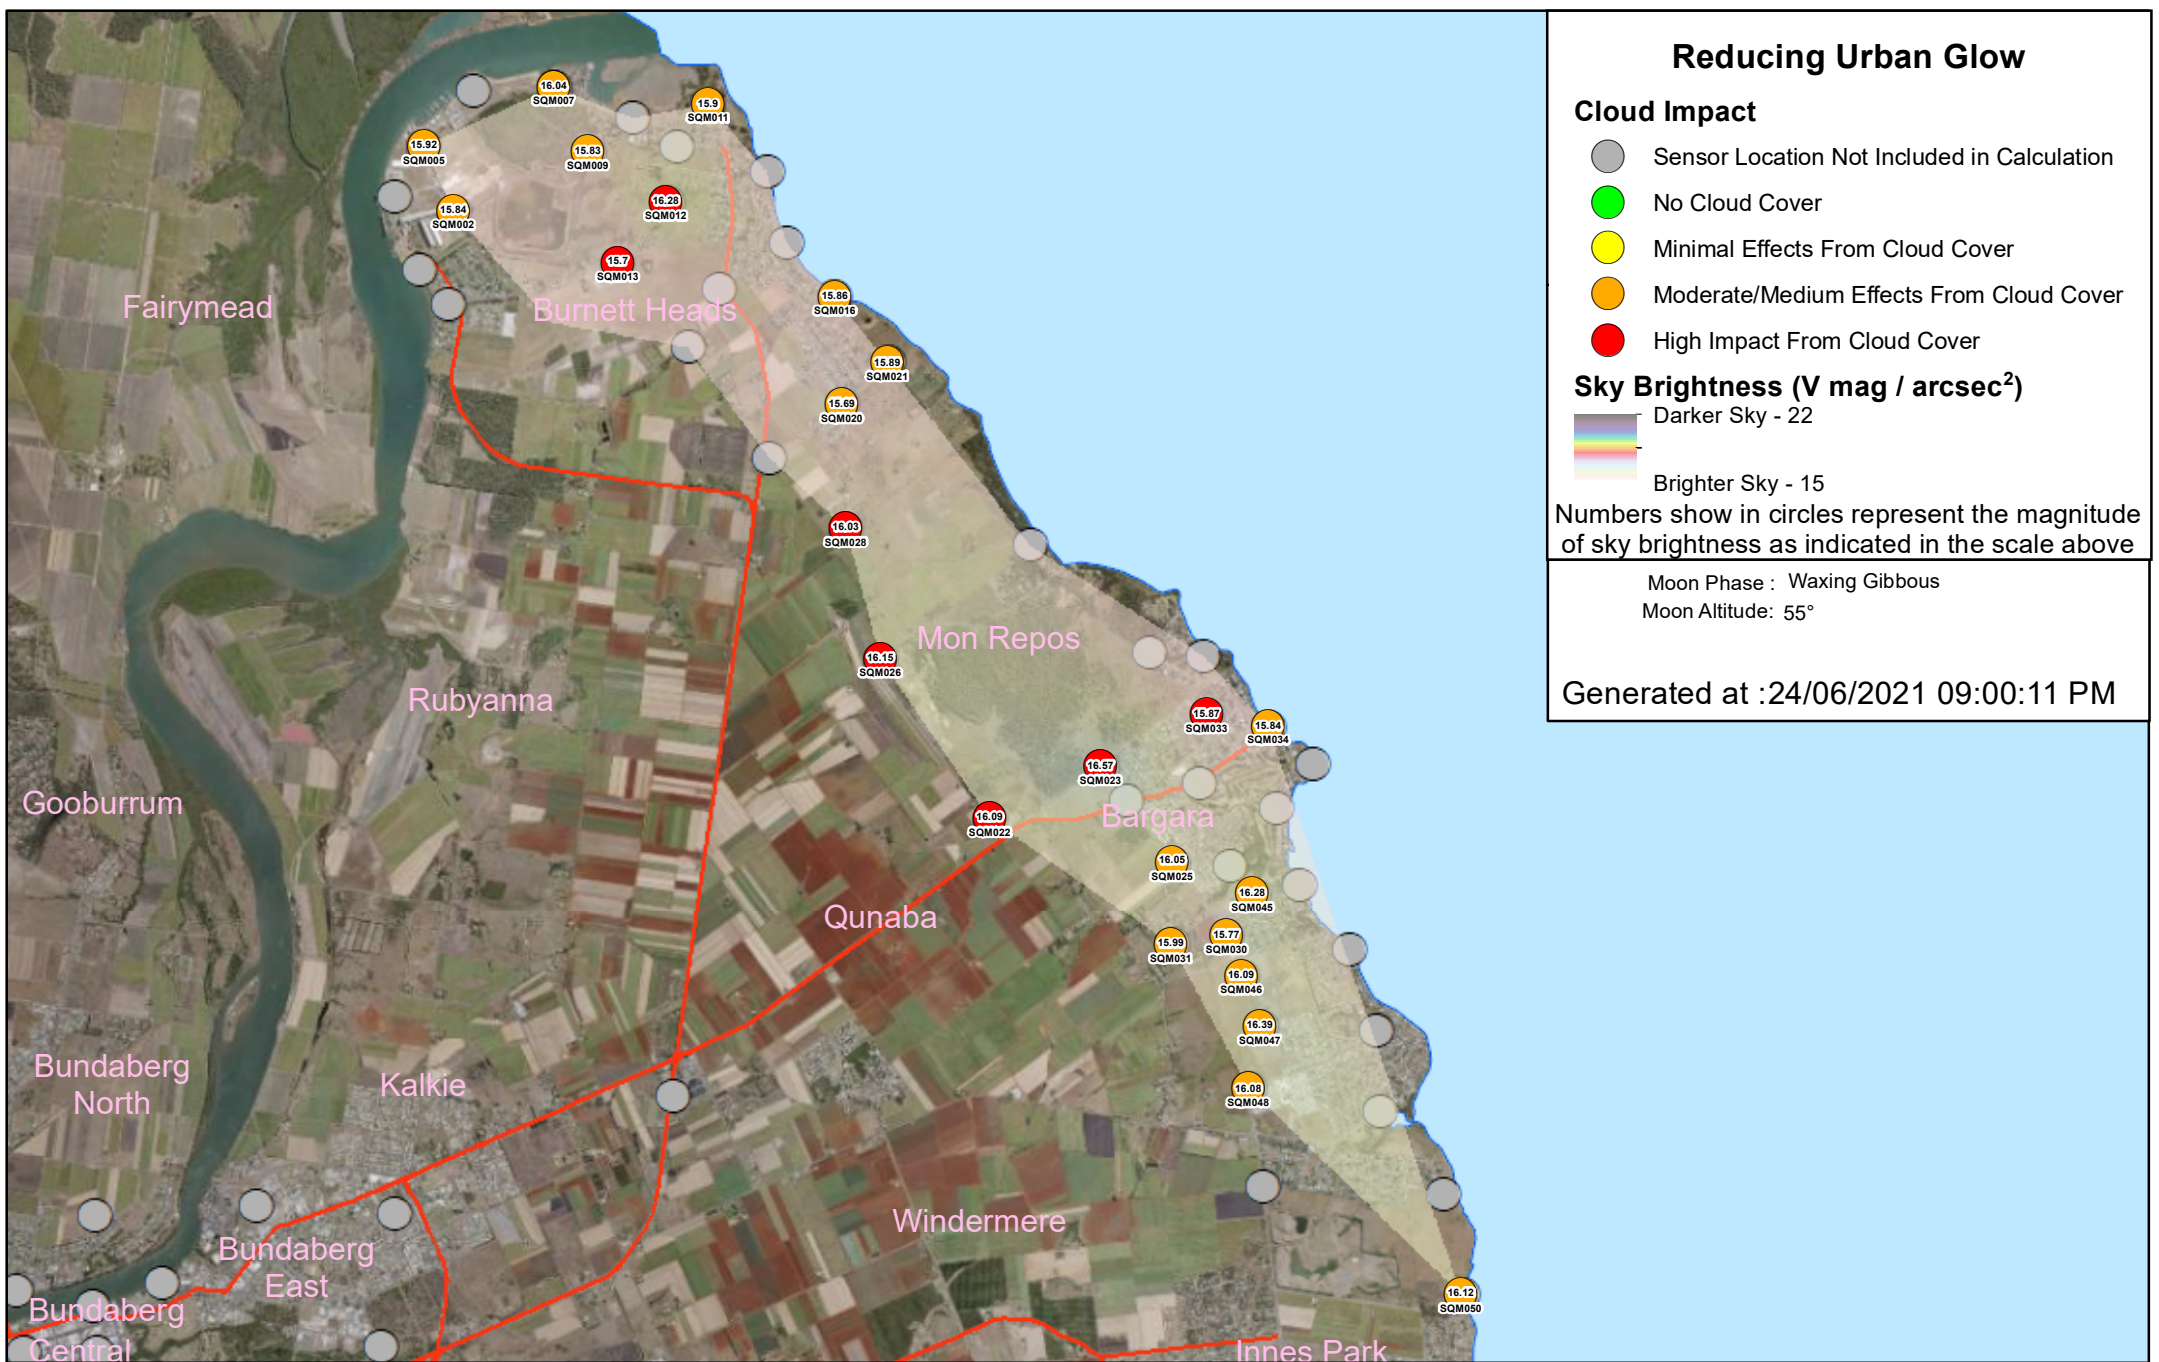 Reducing Urban Glow
Cloud Impact
Sensor Location Not Included in Calculation
No Cloud Cover
Minimal Effects From Cloud Cover
Moderate/Medium Effects From Cloud Cover
High Impact From Cloud Cover
Sky Brightness (V mag / arcsec²)
Darker Sky - 22
Brighter Sky - 15
Numbers show in circles represent the magnitude
of sky brightness as indicated in the scale above
Moon Phase : Waxing Gibbous
Moon Altitude: 55°
Generated at :24/06/2021 09:00:11 PM
16.04
SQM007
15.9
SQM011
15.92
SQM005
15.83
SQM009
16.28
SQM012
15.84
SQM002
15.7
SQM013
Fairymead
Burnett Heads
15.86
SQM016
15.89
SQM021
15.69
SQM020
16.03
SQM028
Mon Repos
16.15
SQM026
Rubyanna
15.87
SQM033
15.84
SQM034
16.57
SQM023
Gooburrum
16.09
SQM022
Bargara
16.05
SQM025
16.28
SQM045
Qunaba
15.99
SQM031
15.77
SQM030
16.09
SQM046
16.39
SQM047
Bundaberg
North
Kalkie
16.08
SQM048
Windermere
Bundaberg
East
16.12
SQM050
Bundaberg
Central
Innes Park